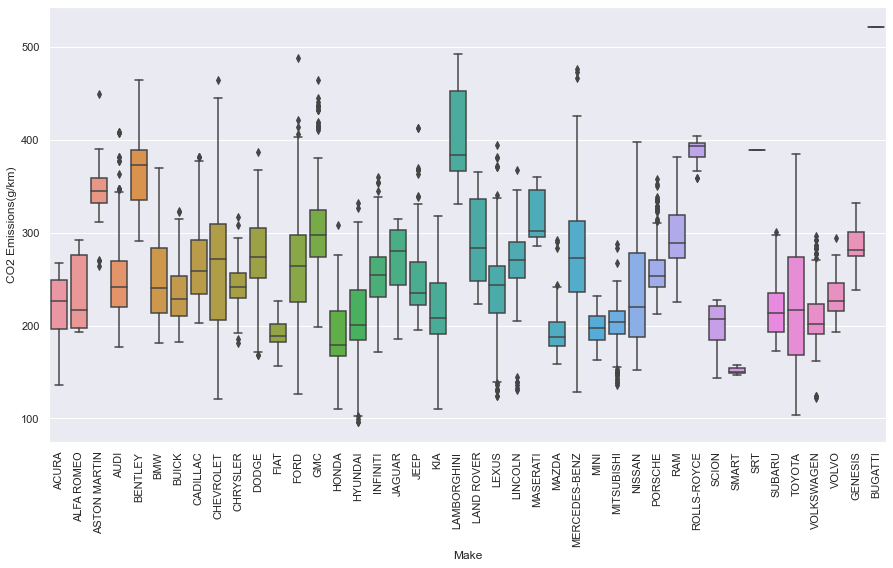 500
400
300
200
100
CO2 Emissions(g/km)
ACURA
ALFA ROMEO
ASTON MARTIN
AUDI
BENTLEY
BMW
BUICK
CADILLAC
CHEVROLET
CHRYSLER
DODGE
FIAT
FORD
GMC
HONDA
HYUNDAI
INFINITI
JAGUAR
JEEP
KIA
LAMBORGHINI
LAND ROVER
LEXUS
LINCOLN
MASERATI
MAZDA
MERCEDES-BENZ
MINI
MITSUBISHI
NISSAN
PORSCHE
RAM
ROLLS-ROYCE
SCION
SMART
SRT
SUBARU
TOYOTA
VOLKSWAGEN
VOLVO
GENESIS
BUGATTI
Make